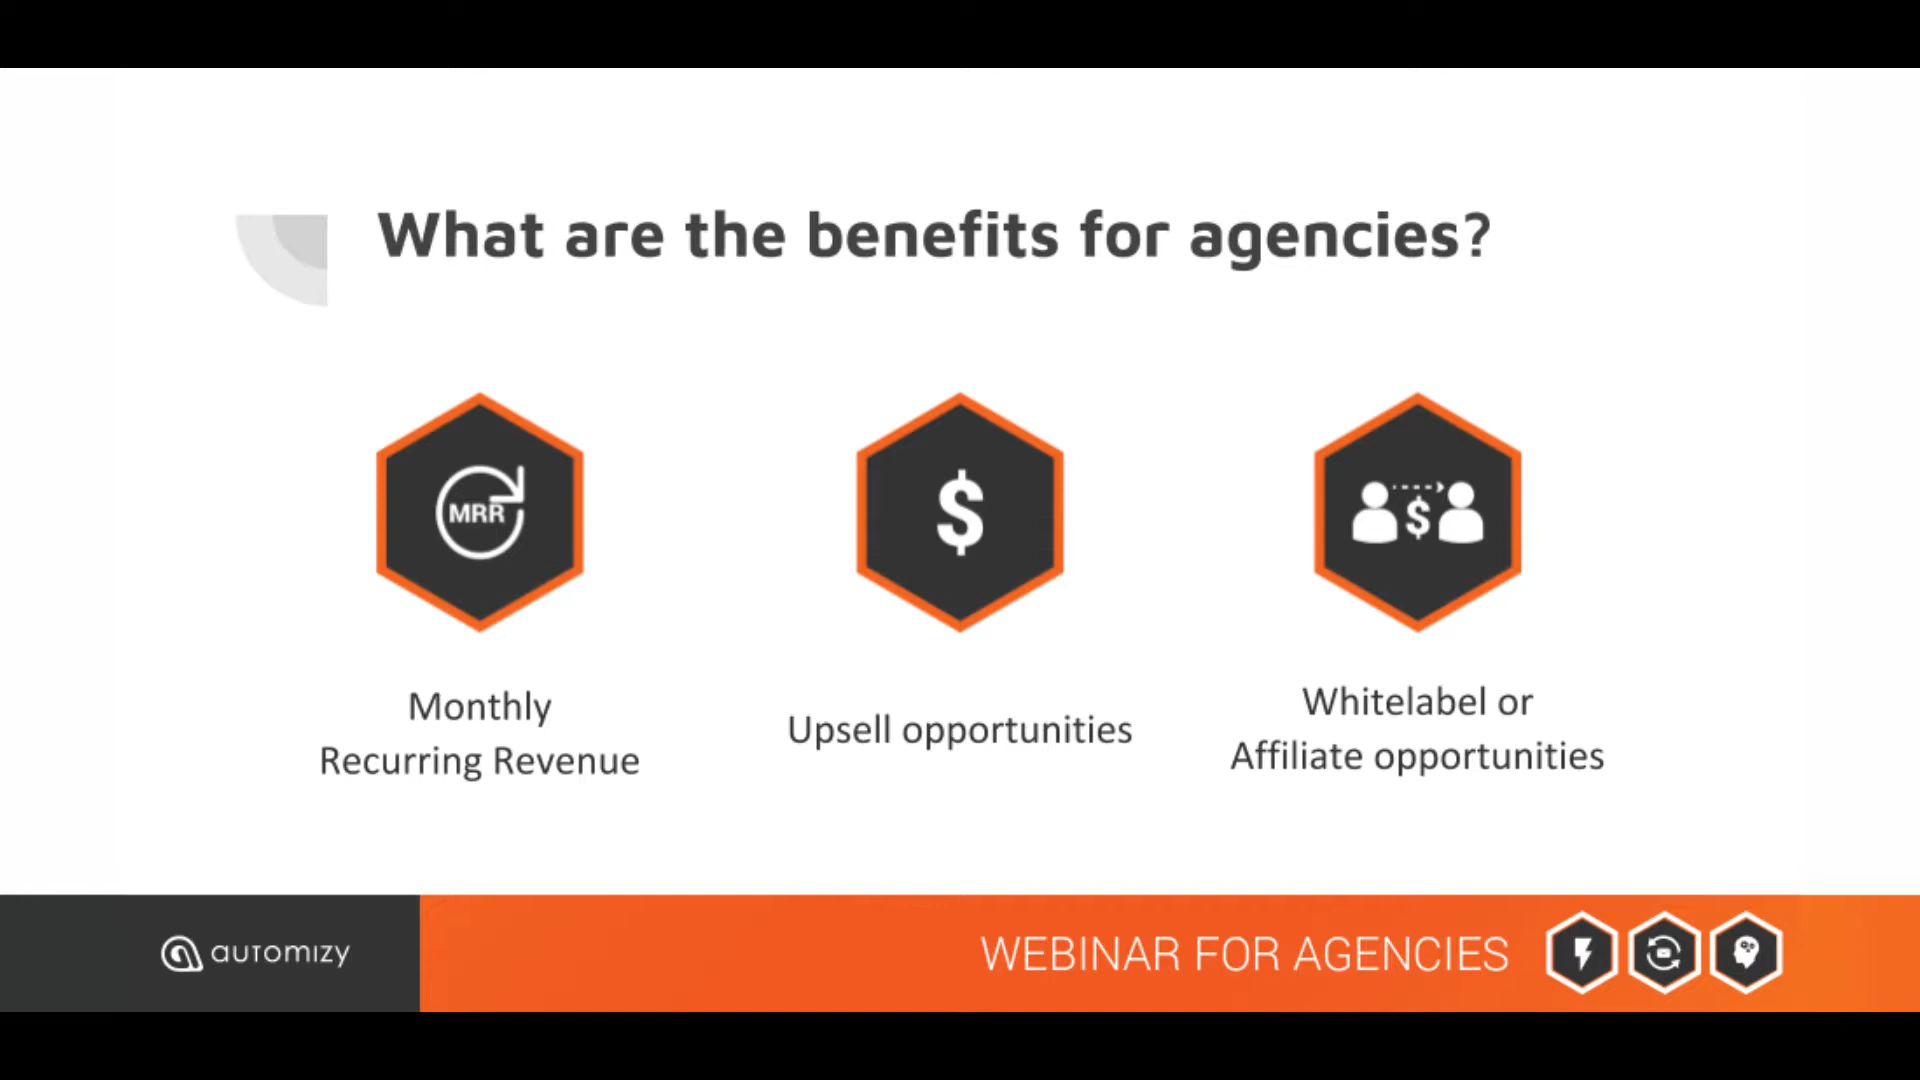 What are the benefits for agencies?
MRR
$
$
Monthly
Recurring Revenue
Upsell opportunities
Whitelabel or
Affiliate opportunities
automizy
WEBINAR FOR AGENCIES